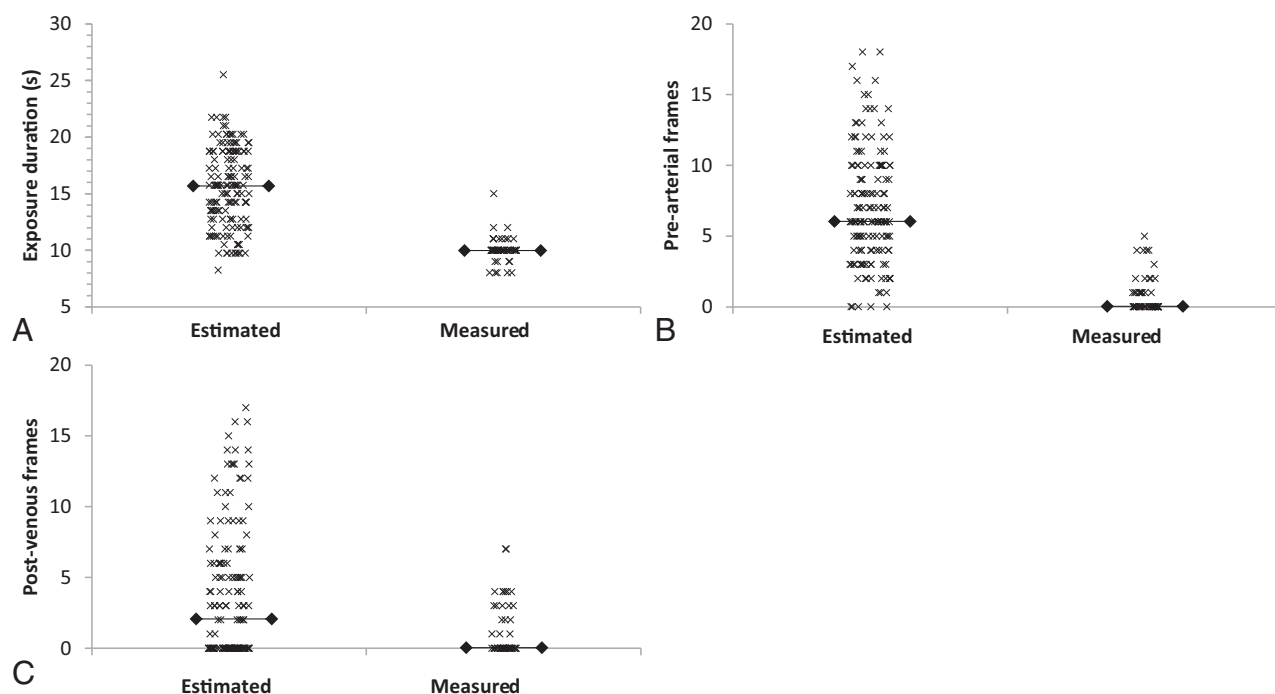 30
25
20
15
10
5
Exposure duration (s)
Estimated
Measured
A
20
15
10
5
0
Pre-arterial frames
Estimated
Measured
B
20
15
10
5
0
Post-venous frames
Estimated
Measured
C